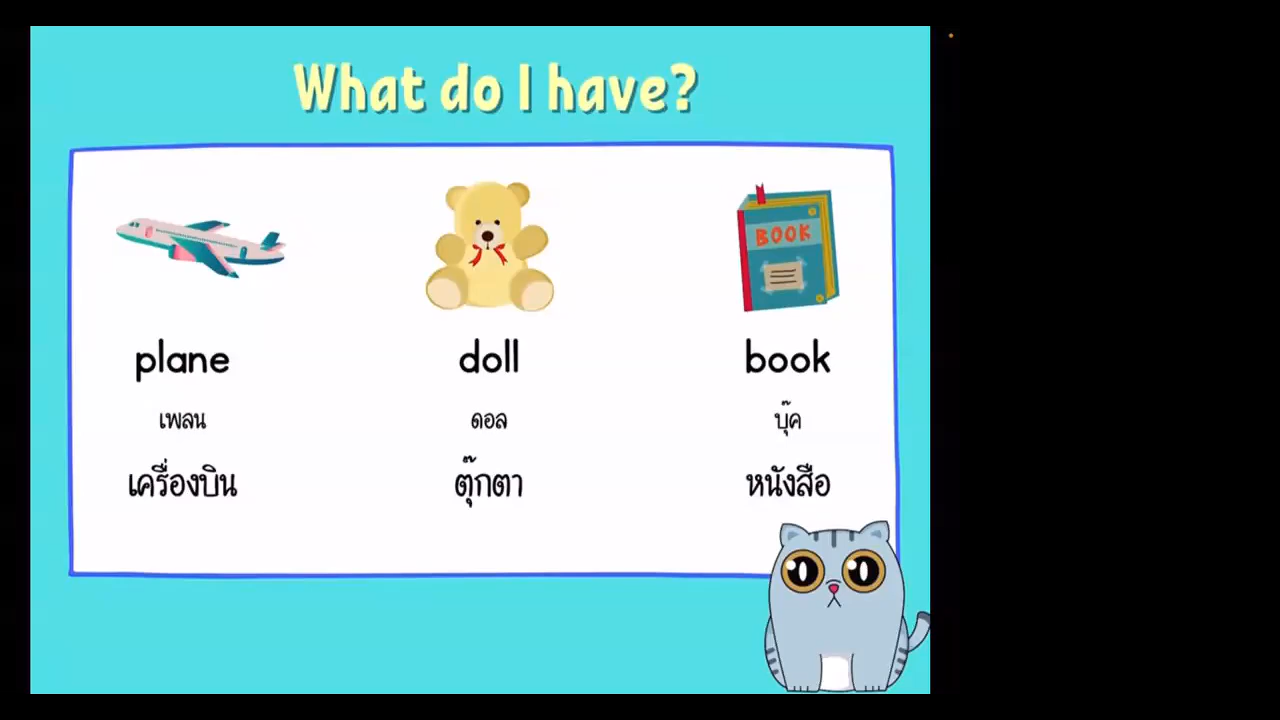 What do I have?
BOOK
plane doll book
เพลน ดอล บุ๊ค
เครื่องบิน ตุ๊กตา หนังสือ